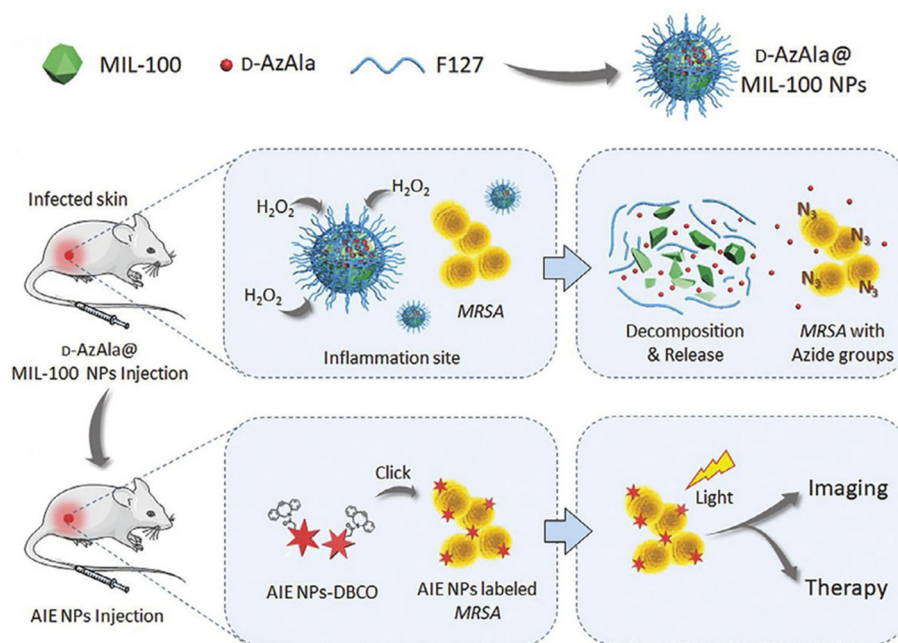 MIL-100
D-AzAla
F127
D-AzAla@
MIL-100 NPs
Infected skin
D-AzAla@
MIL-100 NPs Injection
H₂O₂
H₂O₂
H₂O₂
MRSA
Inflammation site
N₃
N₃
N₃
N₃
Decomposition
& Release
MRSA with
Azide groups
AIE NPs Injection
Click
AIE NPs-DBCO
AIE NPs labeled
MRSA
Light
Imaging
Therapy